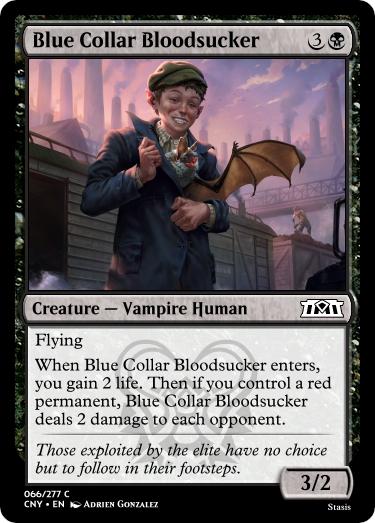 Blue Collar Bloodsucker 3
Creature — Vampire Human
Flying
When Blue Collar Bloodsucker enters,
you gain 2 life. Then if you control a red
permanent, Blue Collar Bloodsucker
deals 2 damage to each opponent.
Those exploited by the elite have no choice
but to follow in their footsteps.
3/2
066/277 C
CNY • EN Adrien Gonzalez
Stasis